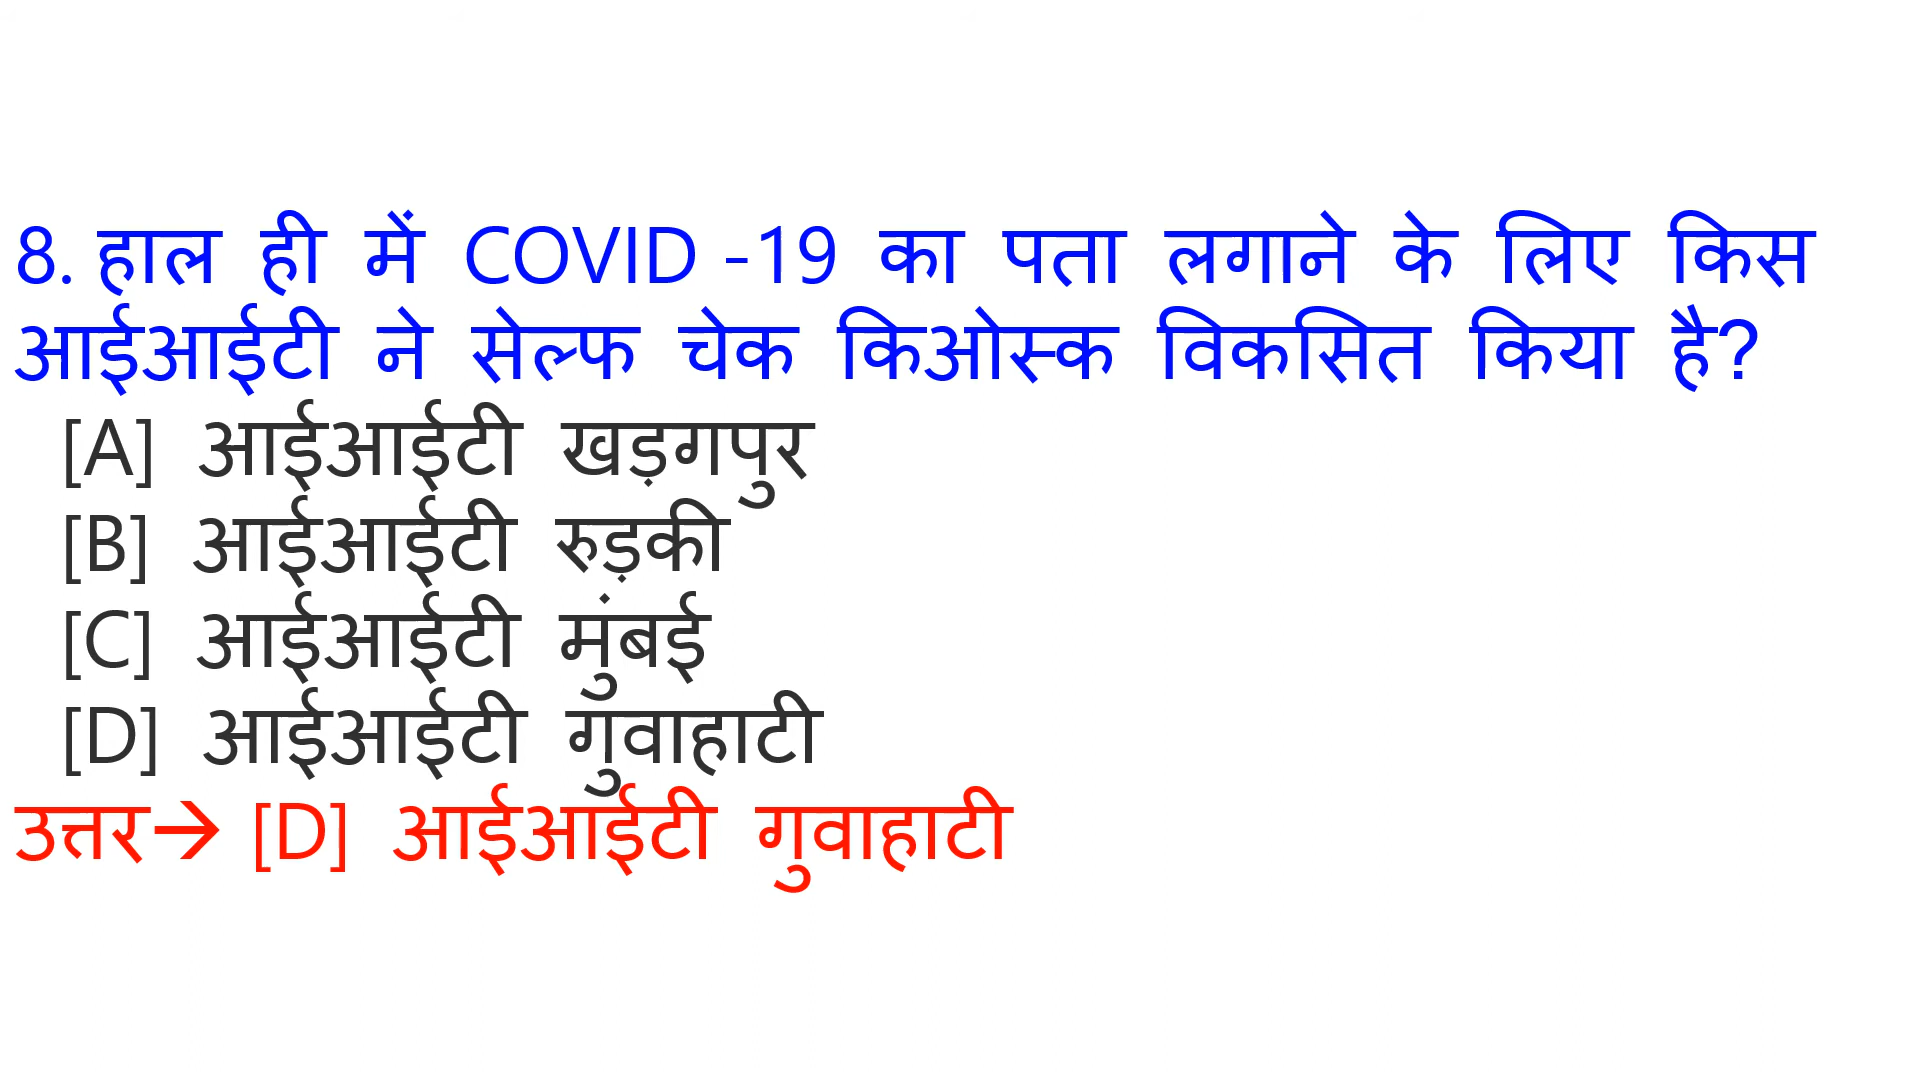 8. हाल ही में COVID -19 का पता लगाने के लिए किस
आईआईटी ने सेल्फ चेक किओस्क विकसित किया है?
[A] आईआईटी खड़गपुर
[B] आईआईटी रुड़की
[C] आईआईटी मुंबई
[D] आईआईटी गुवाहाटी
उत्तर→ [D] आईआईटी गुवाहाटी